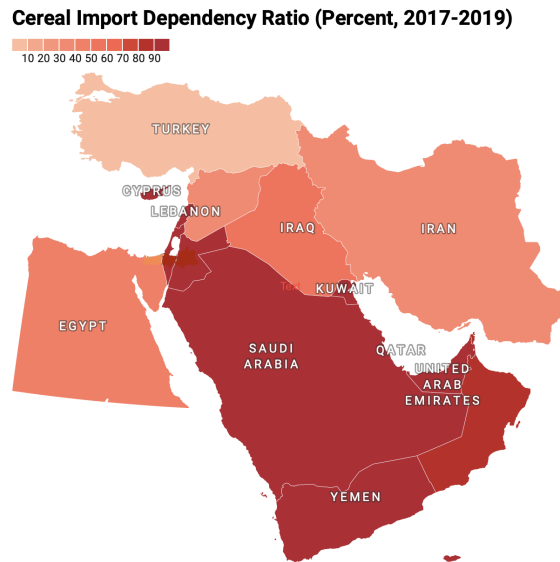 Cereal Import Dependency Ratio (Percent, 2017-2019)
10 20 30 40 50 60 70 80 90
TURKEY
CYPRUS
LEBANON
IRAQ
IRAN
Text
KUWAIT
EGYPT
SAUDI
ARABIA
QATAR
UNITED
ARAB
EMIRATES
YEMEN